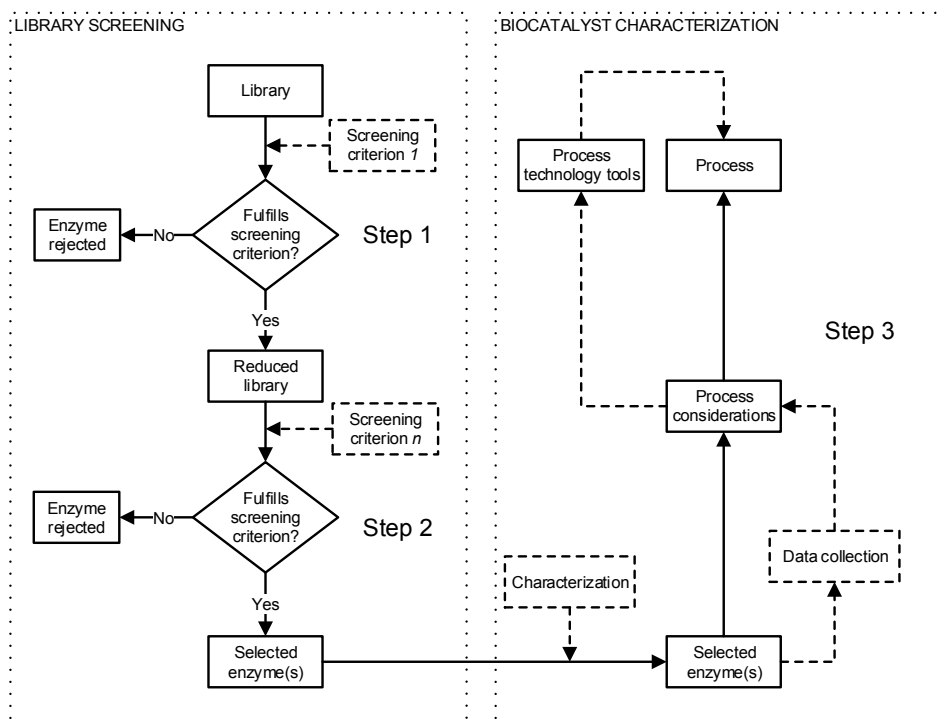 LIBRARY SCREENING
Library
Screening
criterion 1
Fulfills
screening
criterion?
Step 1
Enzyme
rejected
No
Yes
Reduced
library
Screening
criterion n
Fulfills
screening
criterion?
Step 2
Enzyme
rejected
No
Yes
Selected
enzyme(s)
BIOCATALYST CHARACTERIZATION
Process
technology tools
Process
Step 3
Process
considerations
Data collection
Characterization
Selected
enzyme(s)